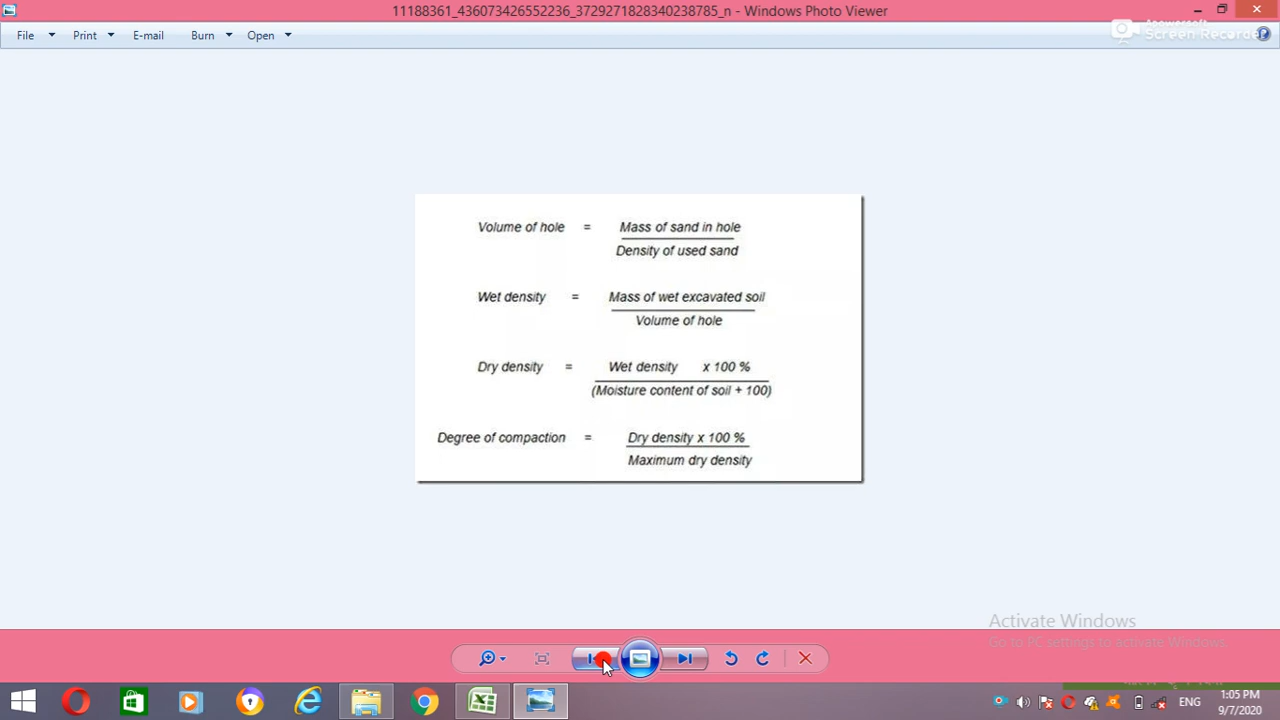 11188361_436073426552236_3729271828340238785_n - Windows Photo Viewer
File Print E-mail Burn Open
Apowersoft
Screen Recorder
Volume of hole = Mass of sand in hole
Density of used sand
Wet density = Mass of wet excavated soil
Volume of hole
Dry density = Wet density x 100 %
(Moisture content of soil + 100)
Degree of compaction = Dry density x 100 %
Maximum dry density
Activate Windows
Go to PC settings to activate Windows.
ENG
1:05 PM
9/7/2020